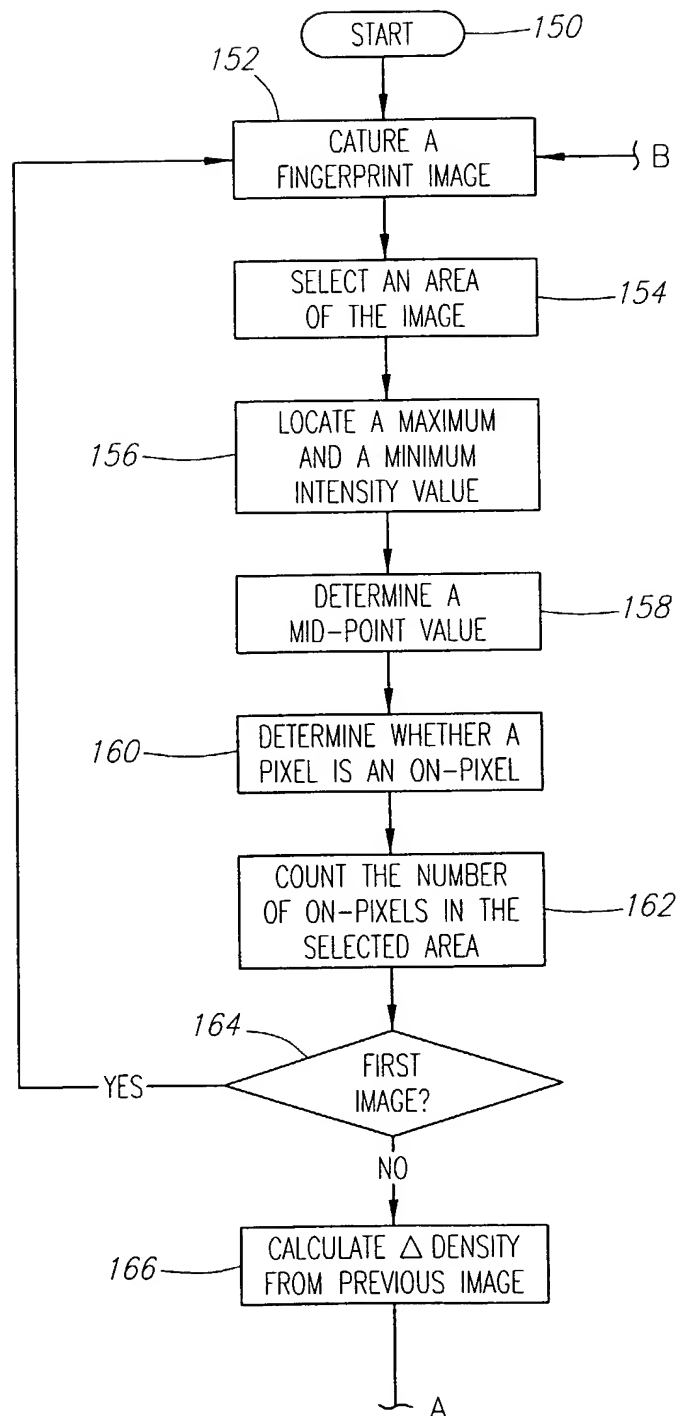 START
150
152
CATURE A
FINGERPRINT IMAGE
B
SELECT AN AREA
OF THE IMAGE
154
LOCATE A MAXIMUM
AND A MINIMUM
INTENSITY VALUE
156
DETERMINE A
MID-POINT VALUE
158
DETERMINE WHETHER A
PIXEL IS AN ON-PIXEL
160
COUNT THE NUMBER
OF ON-PIXELS IN THE
SELECTED AREA
162
164
FIRST
IMAGE?
YES
NO
CALCULATE △ DENSITY
FROM PREVIOUS IMAGE
166
A